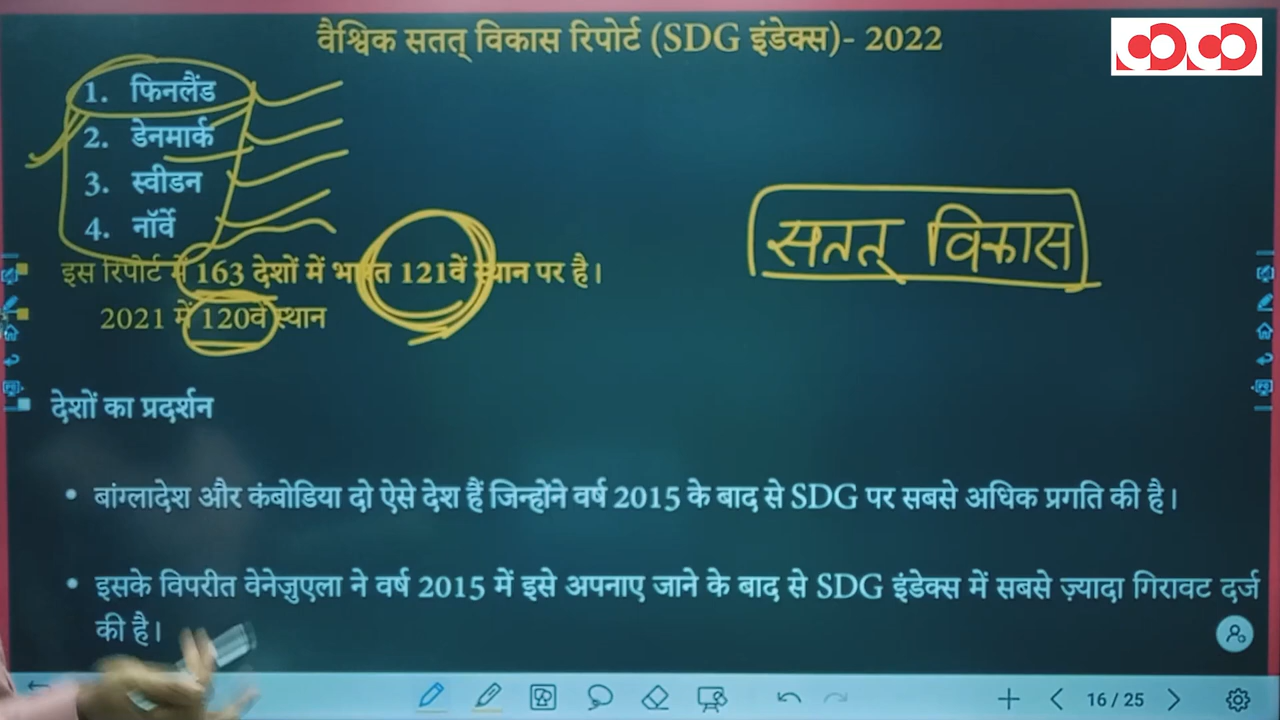 वैश्विक सतत् विकास रिपोर्ट (SDG इंडेक्स)- 2022
1. फिनलैंड
2. डेनमार्क
3. स्वीडन
4. नॉर्वे
सतत् विकास
इस रिपोर्ट में 163 देशों में भारत 121वें स्थान पर है।
2021 में 120वें स्थान
देशों का प्रदर्शन
• बांग्लादेश और कंबोडिया दो ऐसे देश हैं जिन्होंने वर्ष 2015 के बाद से SDG पर सबसे अधिक प्रगति की है।
• इसके विपरीत वेनेजुएला ने वर्ष 2015 में इसे अपनाए जाने के बाद से SDG इंडेक्स में सबसे ज़्यादा गिरावट दर्ज
की है।
16 / 25